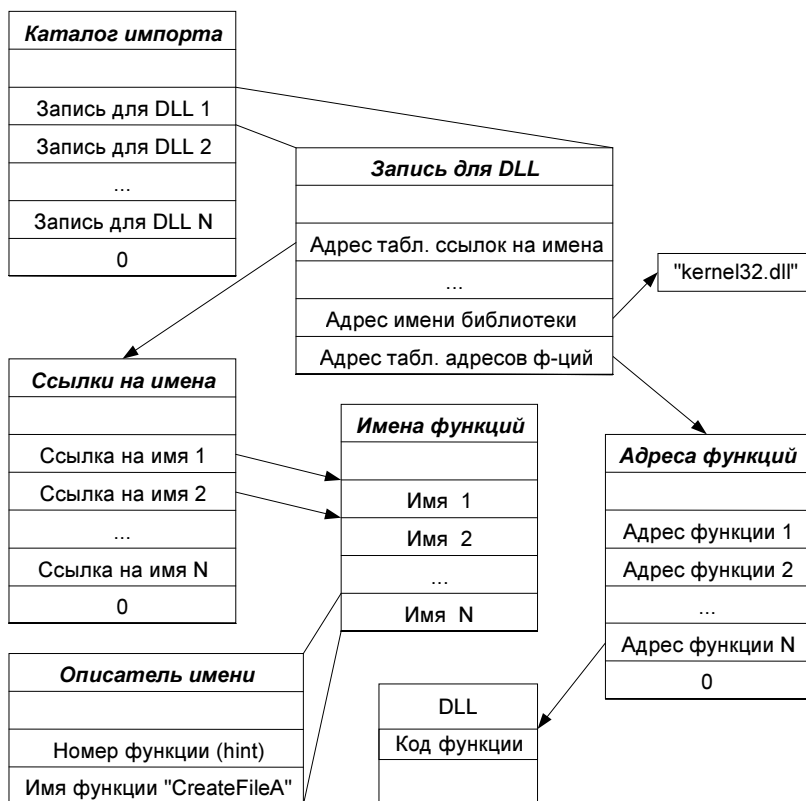 Каталог импорта
Запись для DLL 1
Запись для DLL 2
...
Запись для DLL N
0
Запись для DLL
Адрес табл. ссылок на имена
...
Адрес имени библиотеки
Адрес табл. адресов ф-ций
"kernel32.dll"
Ссылки на имена
Ссылка на имя 1
Ссылка на имя 2
...
Ссылка на имя N
0
Имена функций
Имя 1
Имя 2
...
Имя N
Адреса функций
Адрес функции 1
Адрес функции 2
...
Адрес функции N
0
Описатель имени
Номер функции (hint)
Имя функции "CreateFileA"
DLL
Код функции